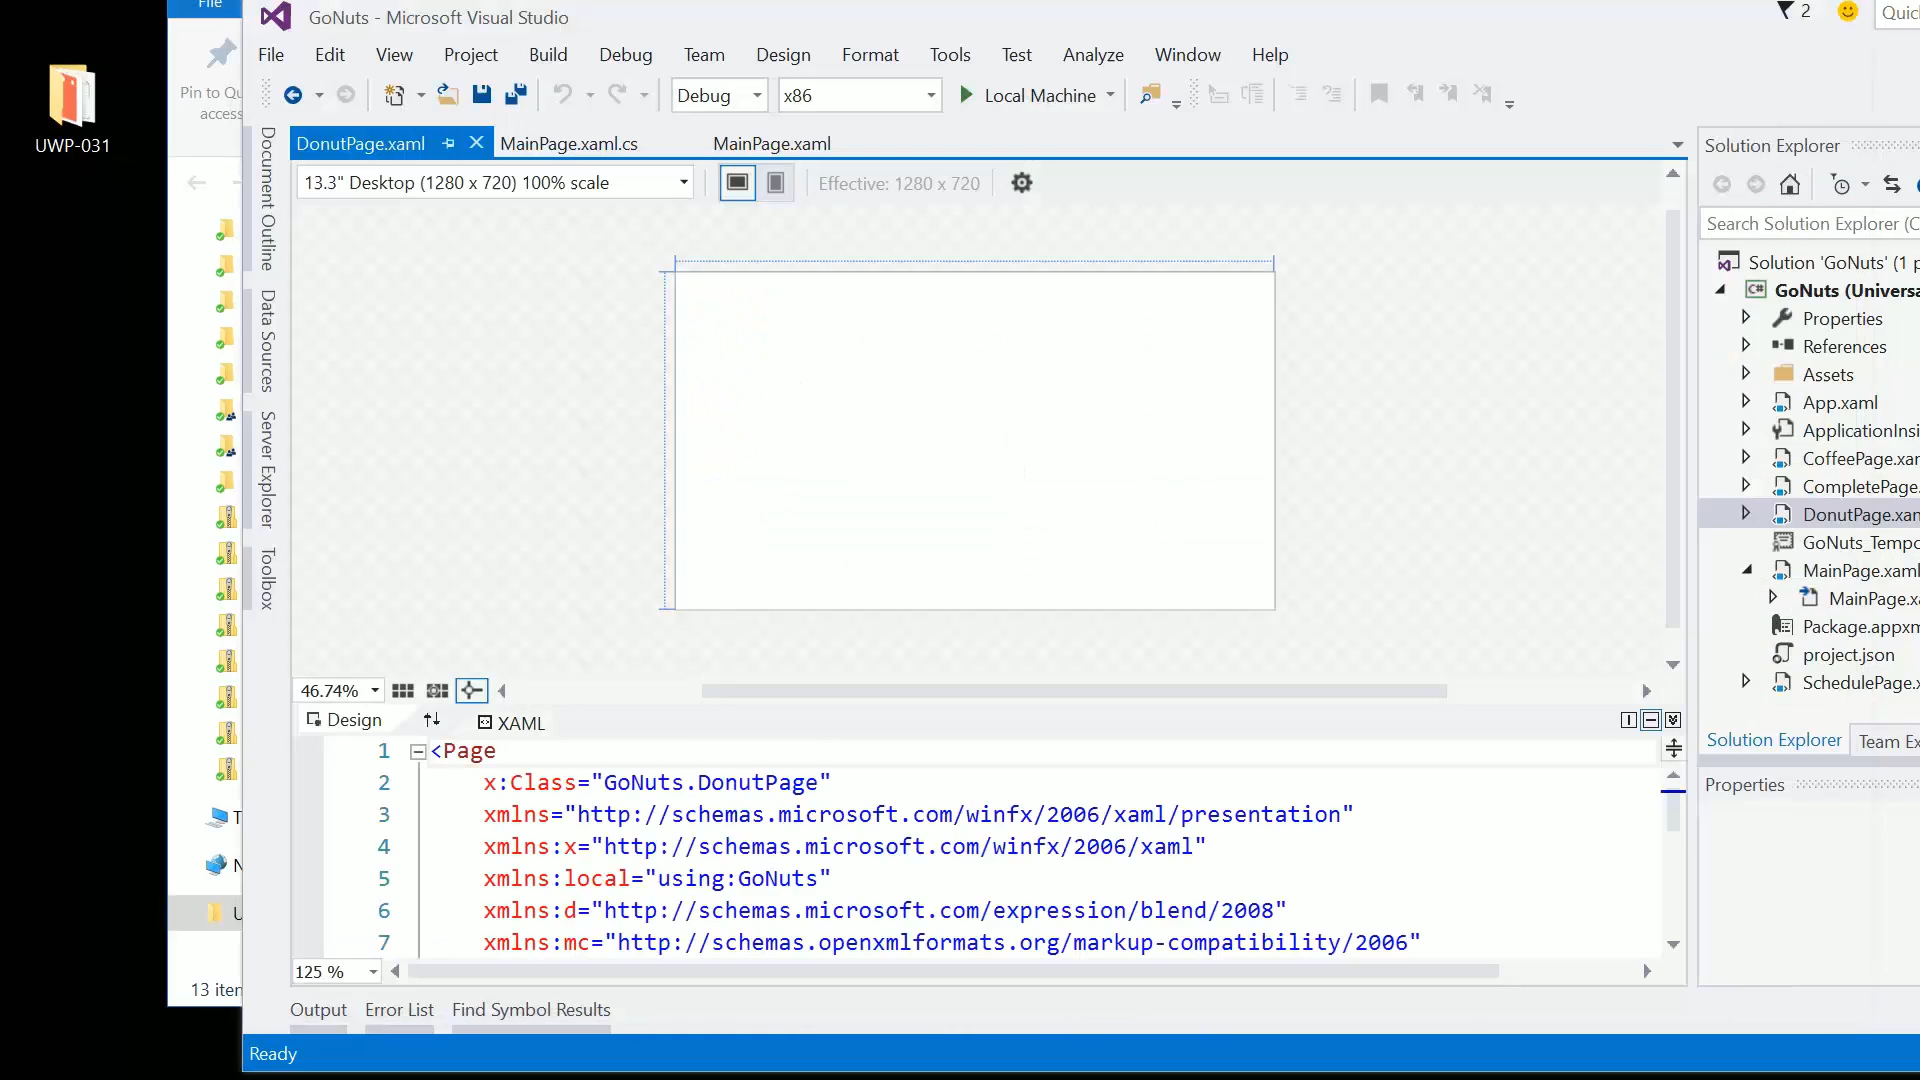 File
GoNuts - Microsoft Visual Studio
2
Quic
File Edit View Project Build Debug Team Design Format Tools Test Analyze Window Help
Pin to Qu
access
Debug
x86
Local Machine
UWP-031
DonutPage.xaml
MainPage.xaml.cs
MainPage.xaml
13.3" Desktop (1280 x 720) 100% scale
Effective: 1280 x 720
Document Outline
Data Sources
Server Explorer
Toolbox
Solution Explorer
Search Solution Explorer (C
Solution 'GoNuts' (1 p
C# GoNuts (Universa
Properties
References
Assets
App.xaml
ApplicationInsi
CoffeePage.xam
CompletePage.
DonutPage.xam
GoNuts_Tempo
MainPage.xaml
MainPage.xa
Package.appxm
project.json
SchedulePage.x
Solution Explorer
Team Ex
Properties
46.74%
Design
XAML
1 <Page
2 x:Class="GoNuts.DonutPage"
3 xmlns="http://schemas.microsoft.com/winfx/2006/xaml/presentation"
4 xmlns:x="http://schemas.microsoft.com/winfx/2006/xaml"
5 xmlns:local="using:GoNuts"
6 xmlns:d="http://schemas.microsoft.com/expression/blend/2008"
7 xmlns:mc="http://schemas.openxmlformats.org/markup-compatibility/2006"
125 %
T
N
U
13 iten
Output
Error List
Find Symbol Results
Ready